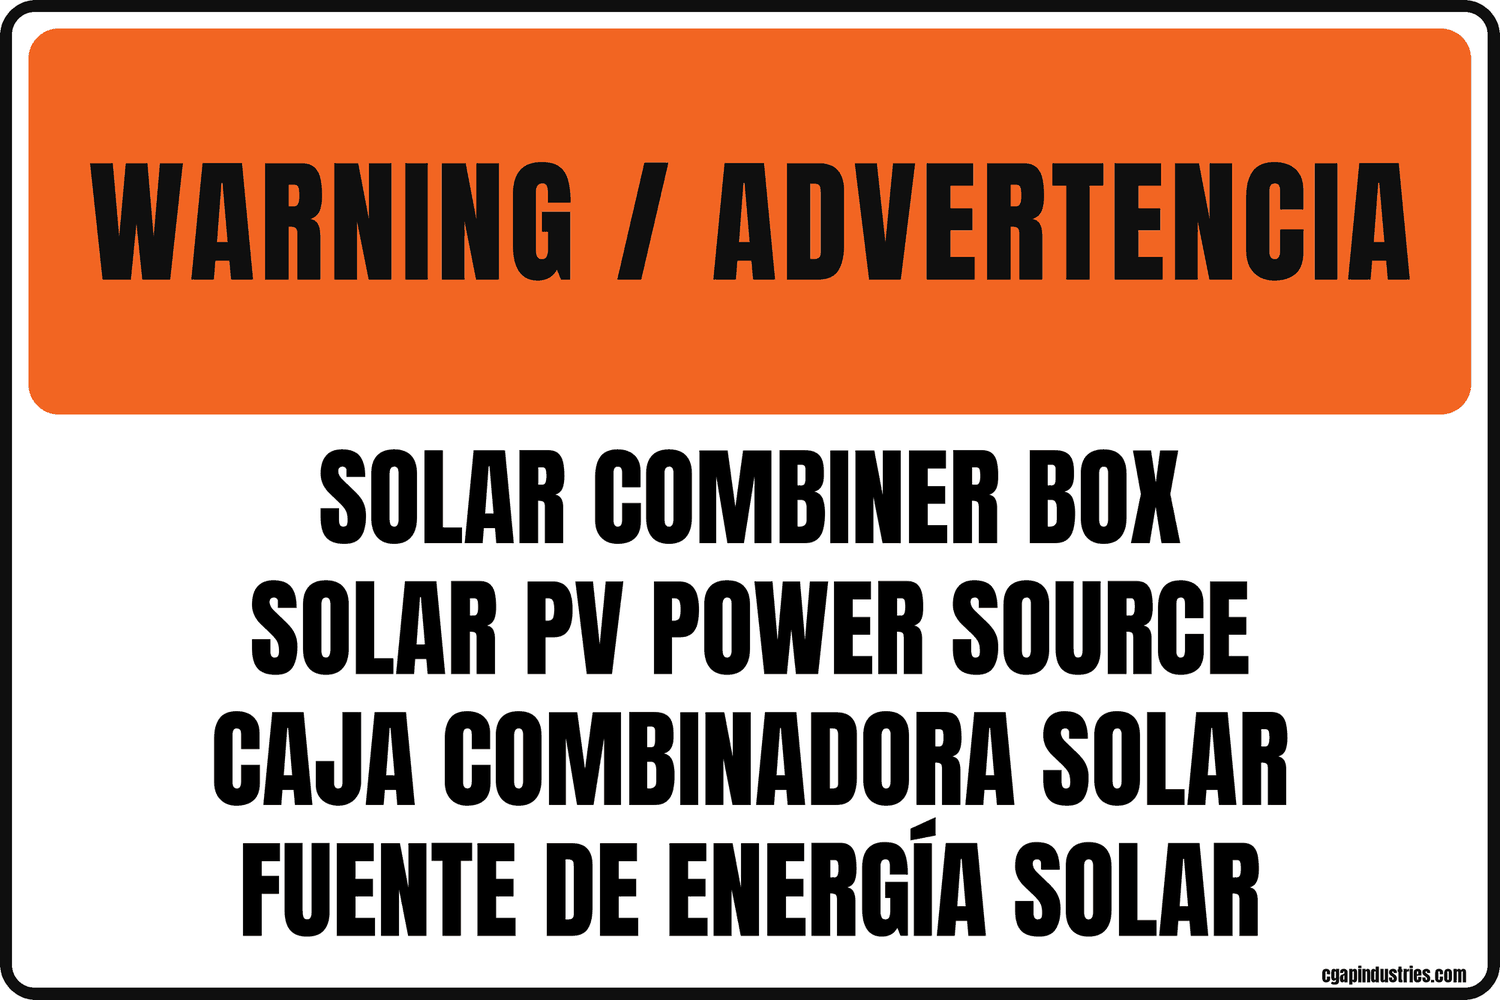 WARNING / ADVERTENCIA
SOLAR COMBINER BOX
SOLAR PV POWER SOURCE
CAJA COMBINADORA SOLAR
FUENTE DE ENERGÍA SOLAR
cgapindustries.com